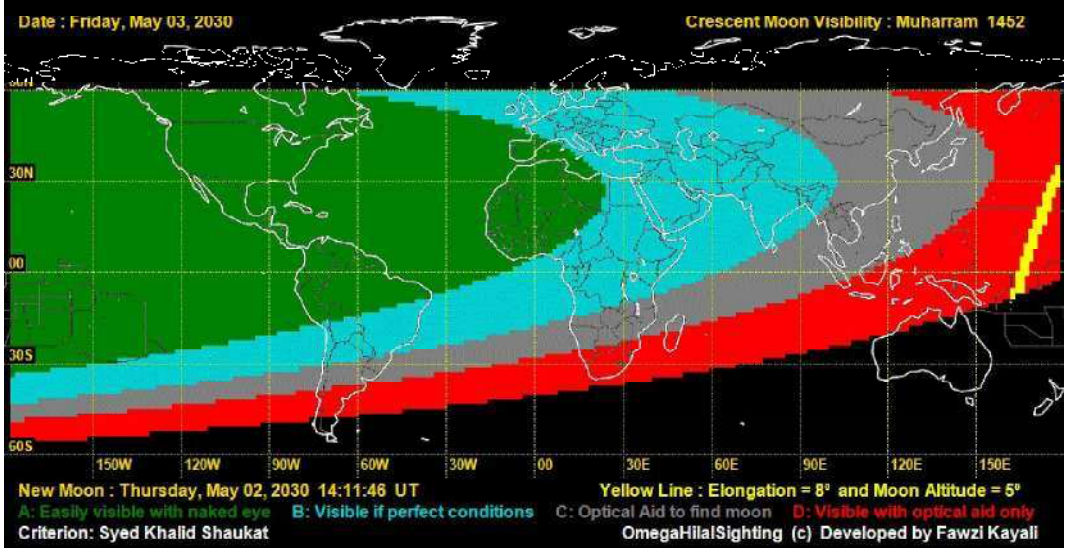 Date : Friday, May 03, 2030 Crescent Moon Visibility : Muharram 1452
60N
30N
00
30S
60S
150W 120W 90W 60W 30W 00 30E 60E 90E 120E 150E
New Moon : Thursday, May 02, 2030 14:11:46 UT Yellow Line : Elongation = 8º and Moon Altitude = 5º
A: Easily visible with naked eye B: Visible if perfect conditions C: Optical Aid to find moon D: Visible with optical aid only
Criterion: Syed Khalid Shaukat OmegaHilalSighting (c) Developed by Fawzi Kayali